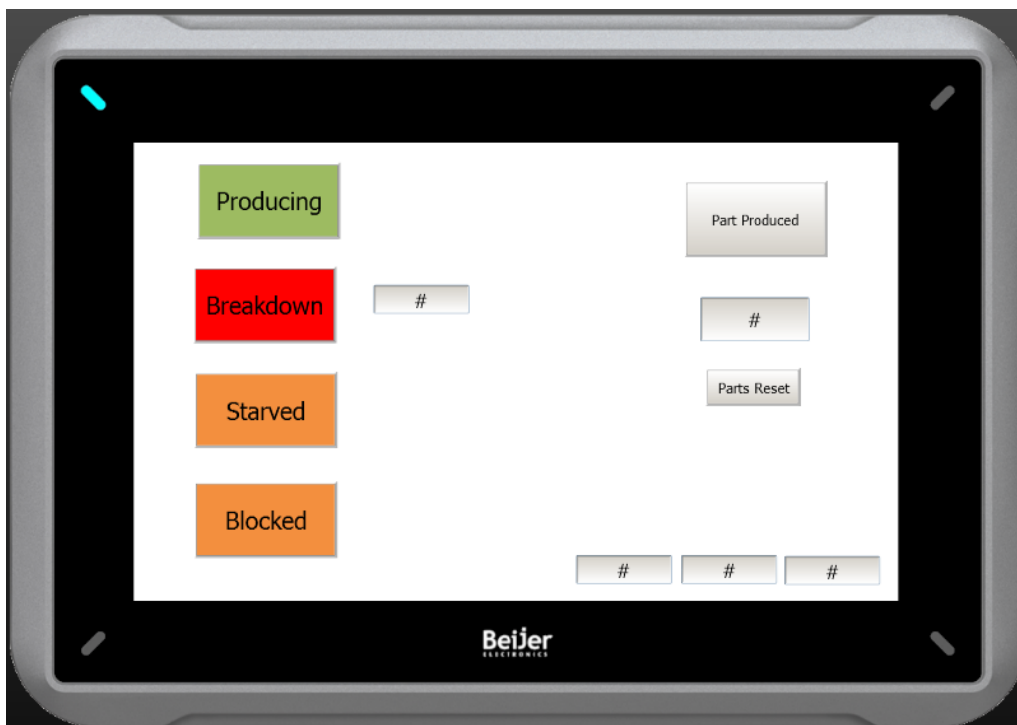 Producing
Part Produced
Breakdown
#
#
Parts Reset
Starved
Blocked
# # #
Beijer
ELECTRONICS